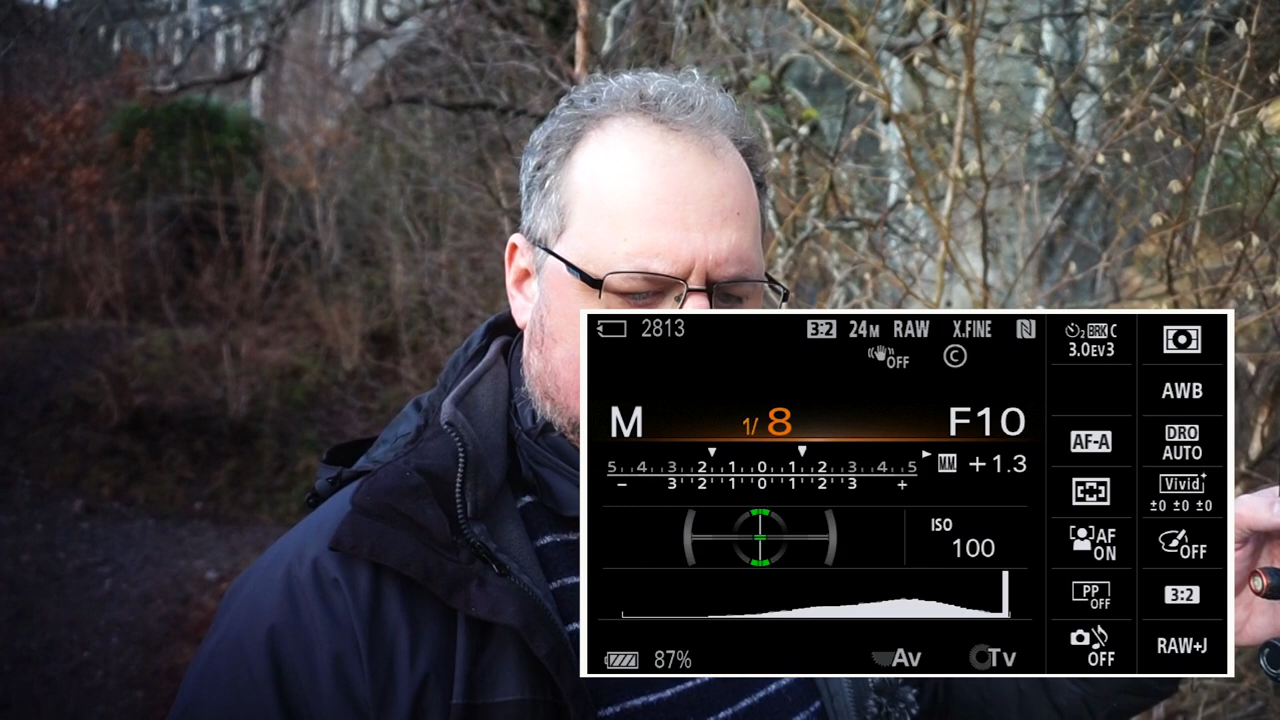 2813 3:2 24M RAW X.FINE N
OFF C
M 1/8 F10
5 4 3 2 1 0 1 2 3 4 5 M.M. +1.3
− 3 2 1 0 1 2 3 +
ISO
100
87% Av Tv
2 BRK C
3.0EV3
AWB
AF-A
DRO
AUTO
Vivid+
±0 ±0 ±0
AF
ON
OFF
PP
OFF
3:2
OFF
RAW+J